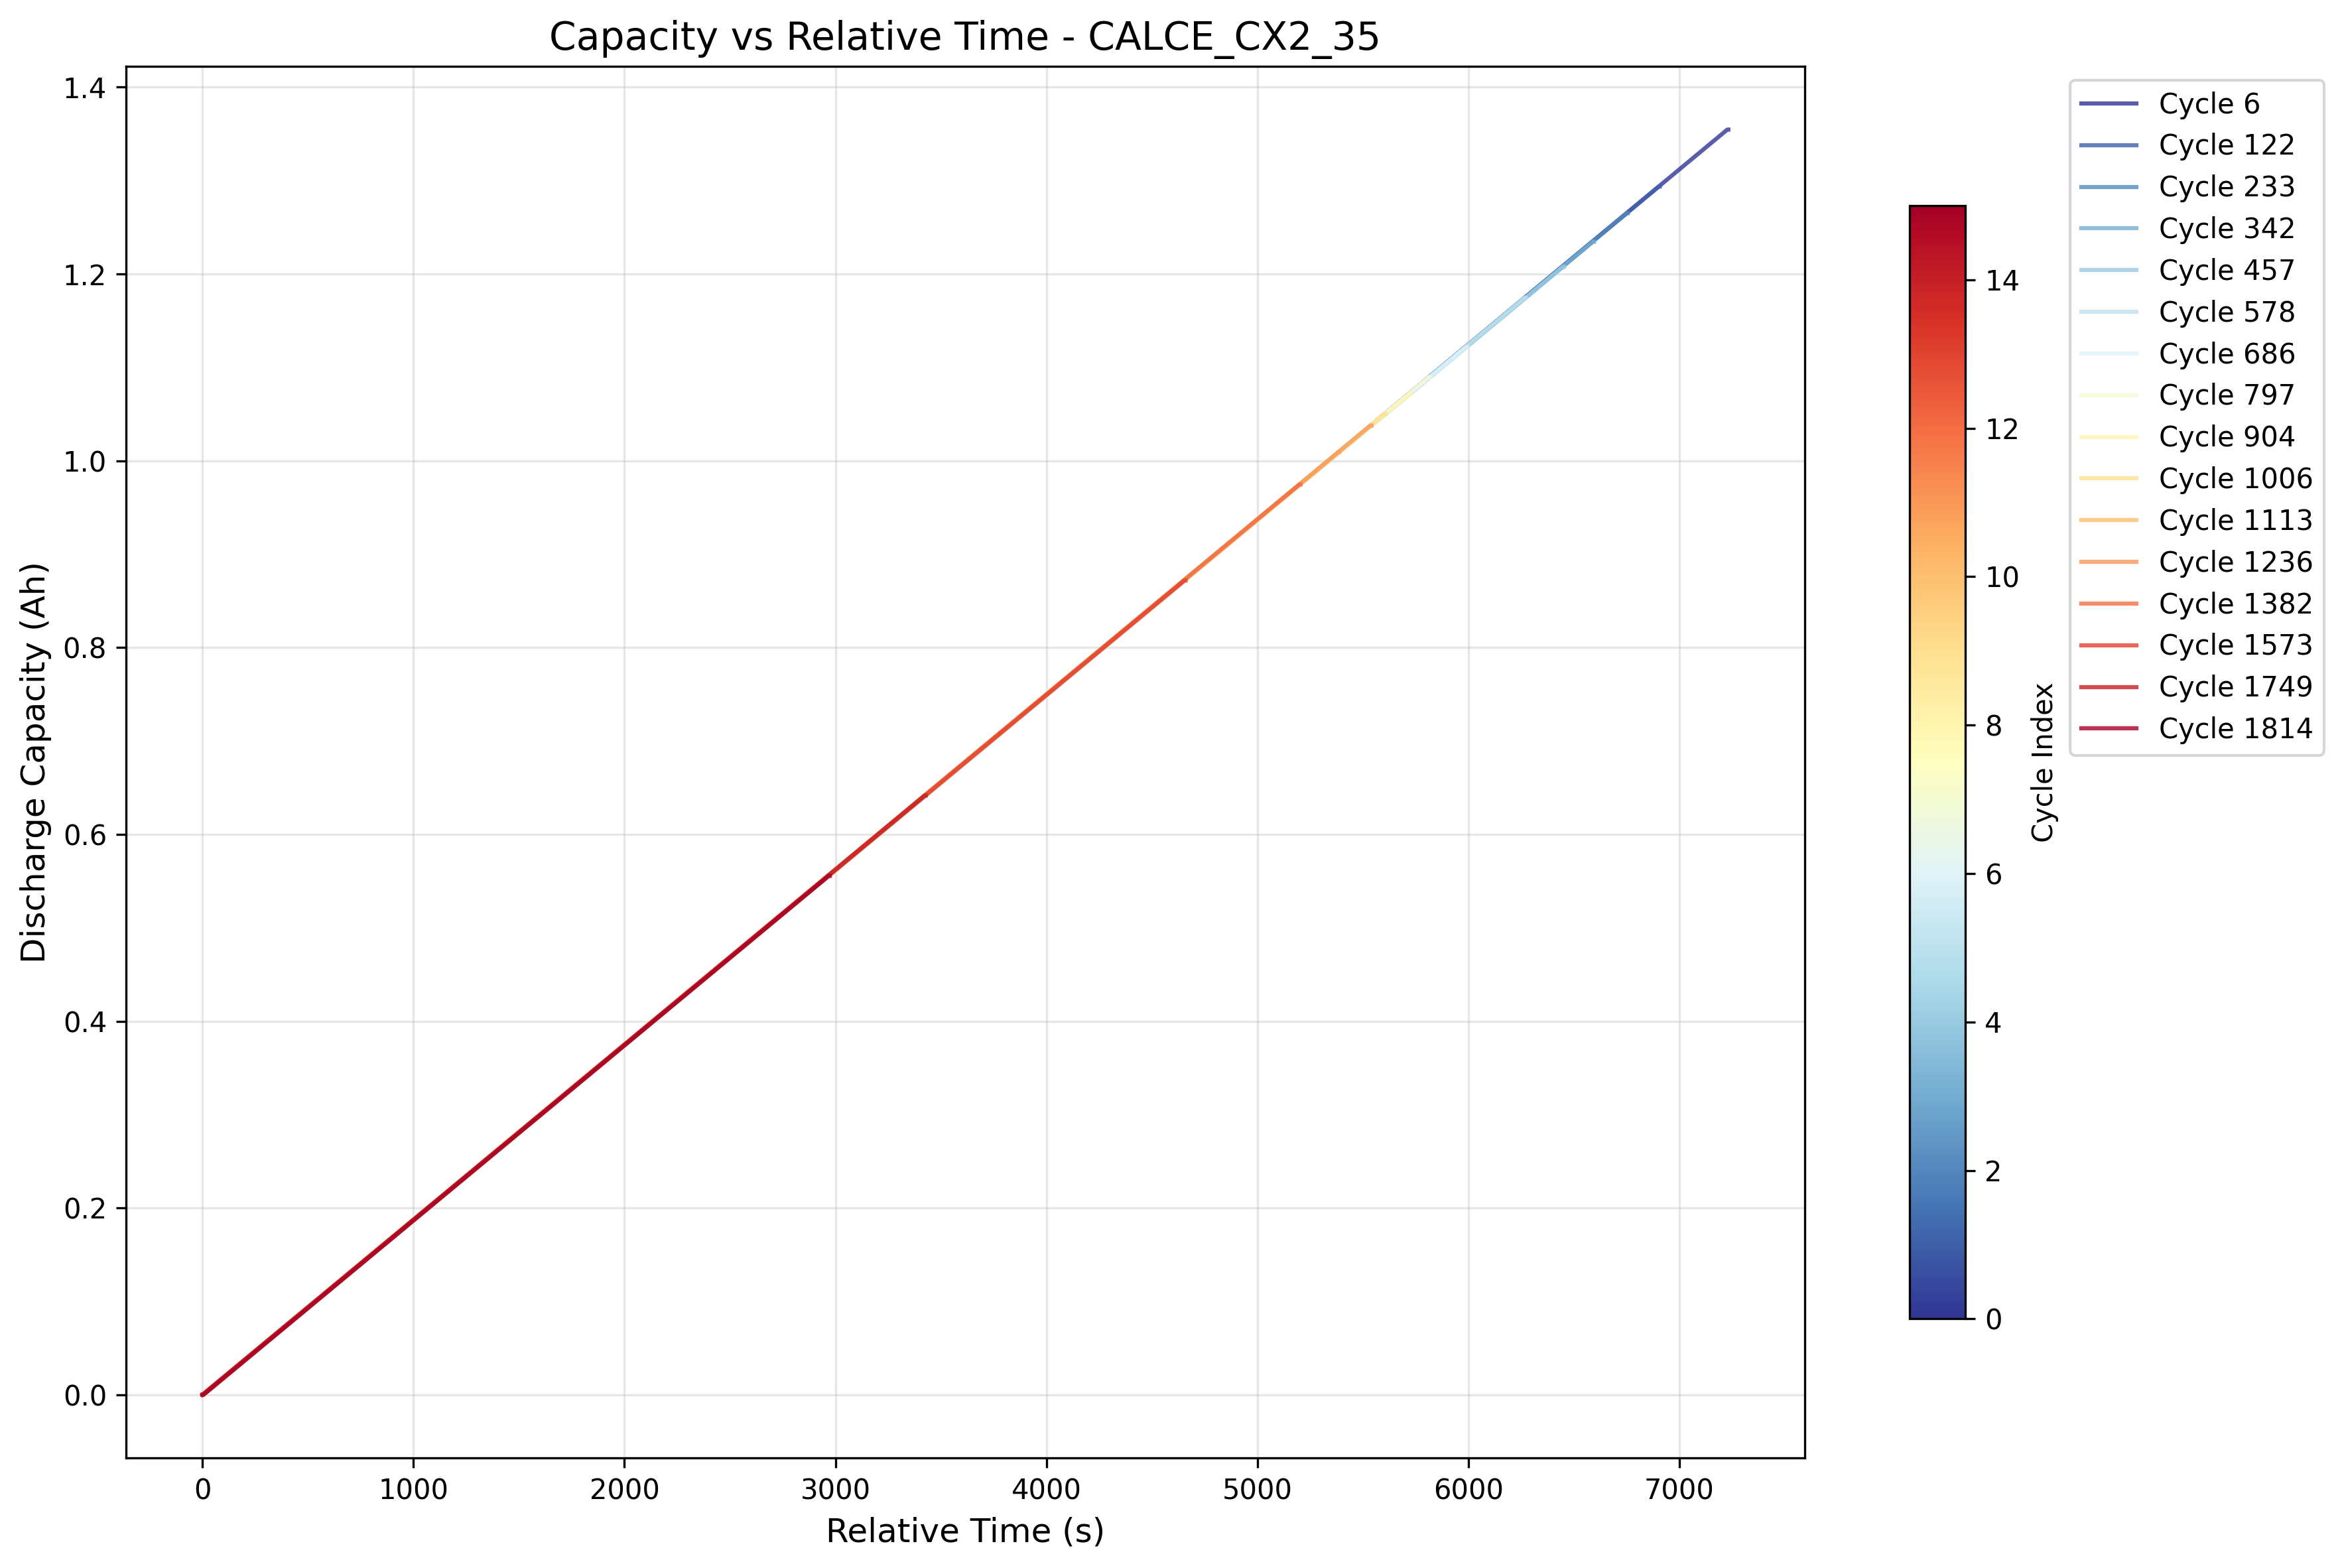 Capacity vs Relative Time - CALCE_CX2_35
Discharge Capacity (Ah)
1.4
1.2
1.0
0.8
0.6
0.4
0.2
0.0
0
1000
2000
3000
4000
5000
6000
7000
Relative Time (s)
14
12
10
8
6
4
2
0
Cycle Index
Cycle 6
Cycle 122
Cycle 233
Cycle 342
Cycle 457
Cycle 578
Cycle 686
Cycle 797
Cycle 904
Cycle 1006
Cycle 1113
Cycle 1236
Cycle 1382
Cycle 1573
Cycle 1749
Cycle 1814